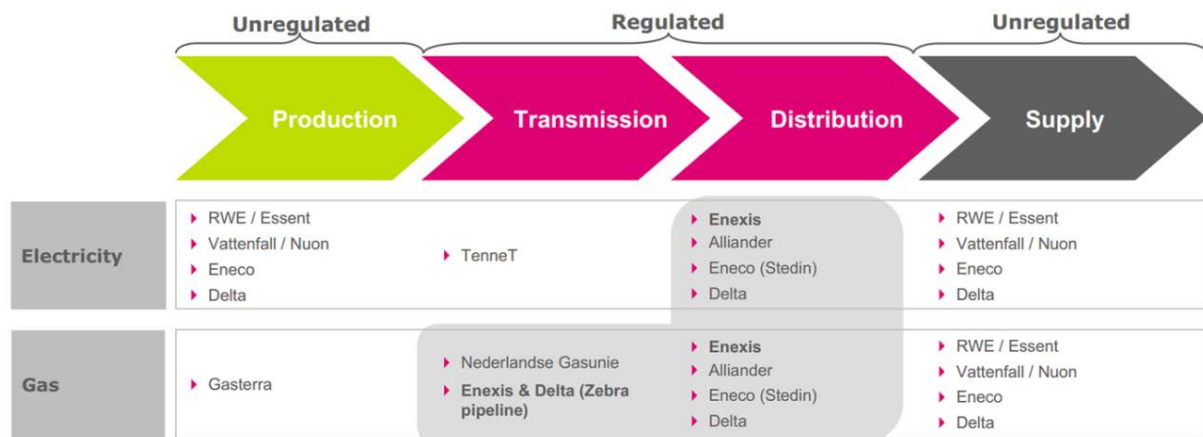 Unregulated
Regulated
Unregulated
Production
Transmission
Distribution
Supply
Electricity
RWE / Essent
Vattenfall / Nuon
Eneco
Delta
TenneT
Enexis
Alliander
Eneco (Stedin)
Delta
RWE / Essent
Vattenfall / Nuon
Eneco
Delta
Gas
Gasterra
Nederlandse Gasunie
Enexis & Delta (Zebra
pipeline)
Enexis
Alliander
Eneco (Stedin)
Delta
RWE / Essent
Vattenfall / Nuon
Eneco
Delta